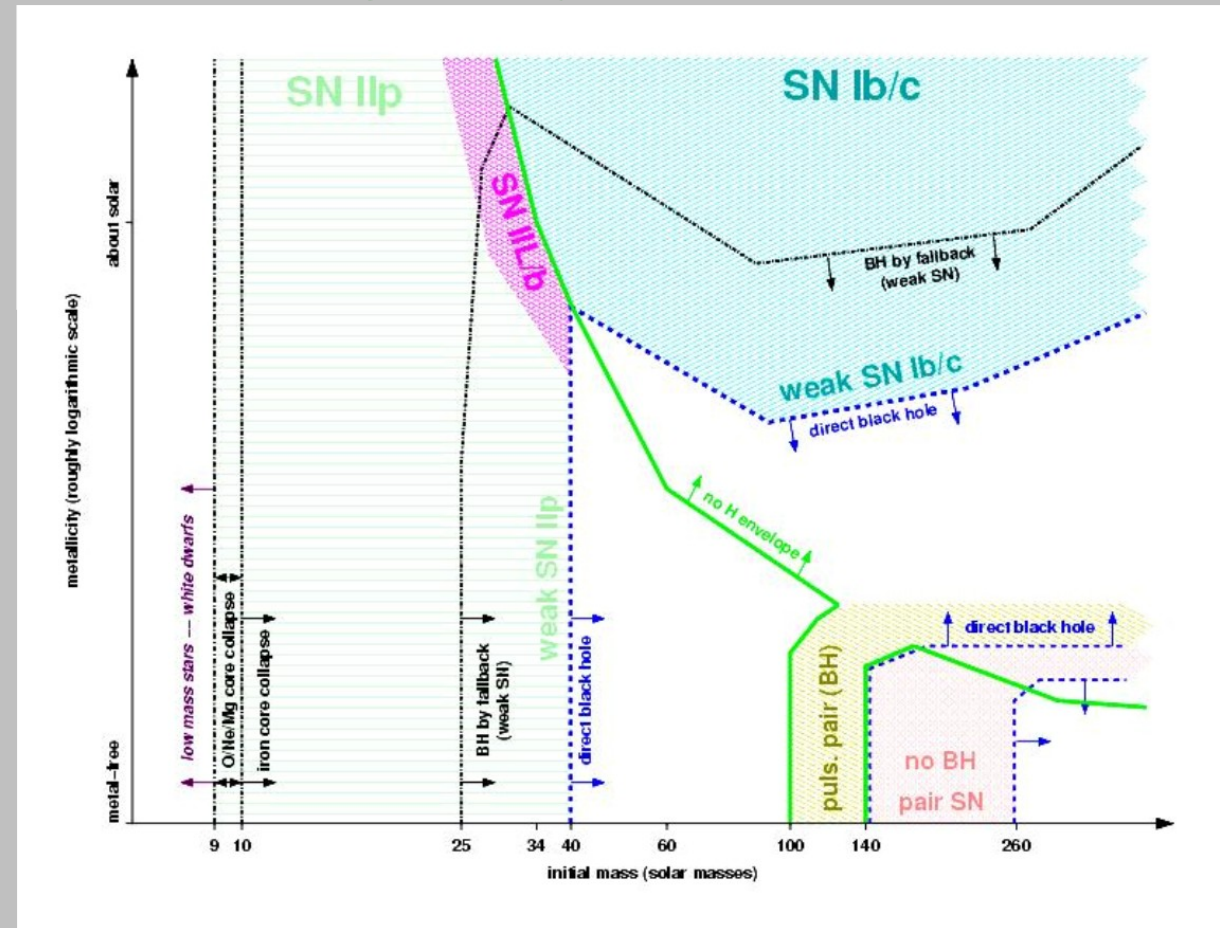 SN IIp
SN Ib/c
SN IIL/b
about solar
BH by fallback
(weak SN)
weak SN Ib/c
direct black hole
metallicity (roughly logarithmic scale)
no H envelope
weak SN IIp
low mass stars — white dwarfs
O/Ne/Mg core collapse
iron core collapse
BH by fallback
(weak SN)
direct black hole
puls. pair (BH)
direct black hole
no BH
pair SN
metal–free
9 10 25 34 40 60 100 140 260
initial mass (solar masses)